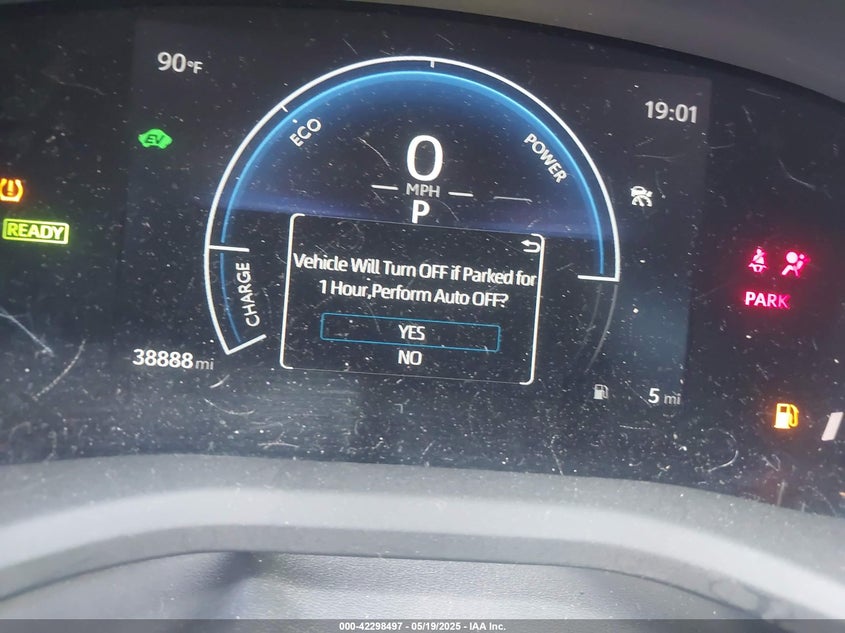 90°F
19:01
ECO
POWER
EV
0
MPH
P
READY
Vehicle Will Turn OFF if Parked for
1 Hour,Perform Auto OFF?
YES
NO
CHARGE
PARK
38888 mi
5 mi
000-42298497 - 05/19/2025 - IAA Inc.